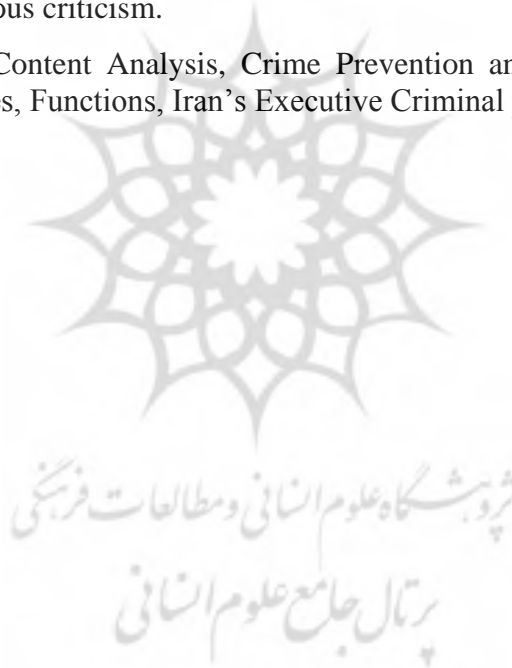 ous criticism.
Content Analysis, Crime Prevention an
es, Functions, Iran's Executive Criminal
پژوهشگاه علوم انسانی و مطالعات فرهنگی
پرتال جامع علوم انسانی